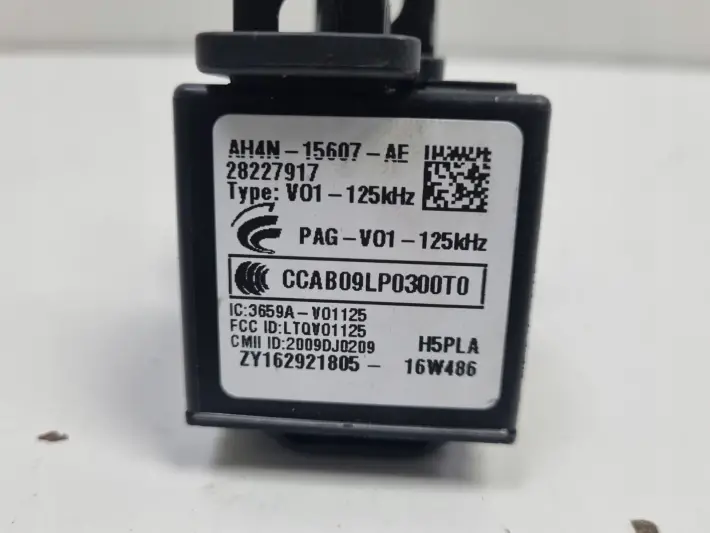 AH4N-15607-AE
28227917
Type: V01-125kHz
PAG-V01-125kHz
CCAB09LP0300T0
IC:3659A-V01125
FCC ID:LTQV01125
CMII ID:2009DJ0209 H5PLA
ZY162921805- 16W486